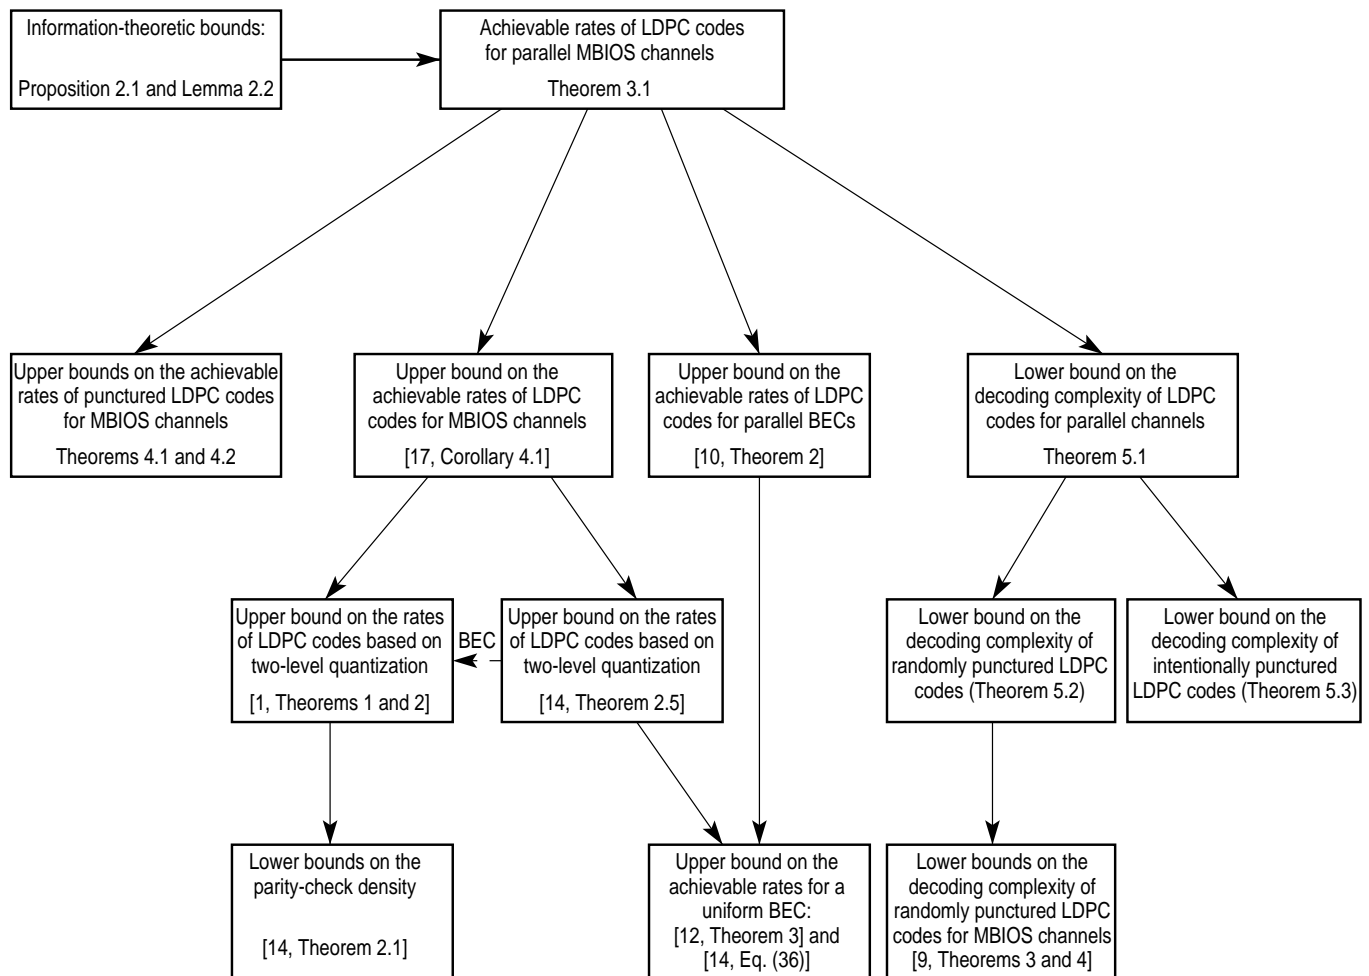 Information-theoretic bounds:
Proposition 2.1 and Lemma 2.2
Achievable rates of LDPC codes
for parallel MBIOS channels
Theorem 3.1
Upper bounds on the achievable
rates of punctured LDPC codes
for MBIOS channels
Theorems 4.1 and 4.2
Upper bound on the
achievable rates of LDPC
codes for MBIOS channels
[17, Corollary 4.1]
Upper bound on the
achievable rates of LDPC
codes for parallel BECs
[10, Theorem 2]
Lower bound on the
decoding complexity of LDPC
codes for parallel channels
Theorem 5.1
Upper bound on the rates
of LDPC codes based on
two-level quantization
[1, Theorems 1 and 2]
BEC
Upper bound on the rates
of LDPC codes based on
two-level quantization
[14, Theorem 2.5]
Lower bound on the
decoding complexity of
randomly punctured LDPC
codes (Theorem 5.2)
Lower bound on the
decoding complexity of
intentionally punctured
LDPC codes (Theorem 5.3)
Lower bounds on the
parity-check density
[14, Theorem 2.1]
Upper bound on the
achievable rates for a
uniform BEC:
[12, Theorem 3] and
[14, Eq. (36)]
Lower bounds on the
decoding complexity of
randomly punctured LDPC
codes for MBIOS channels
[9, Theorems 3 and 4]